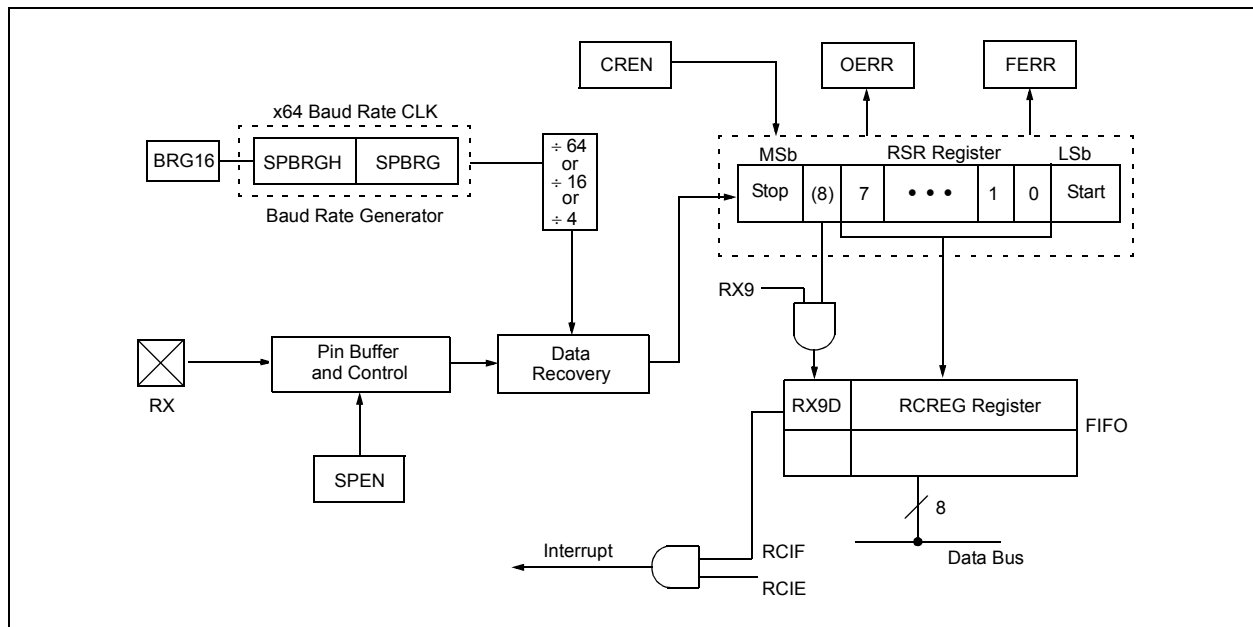 CREN
OERR
FERR
x64 Baud Rate CLK
BRG16
SPBRGH
SPBRG
Baud Rate Generator
÷ 64
or
÷ 16
or
÷ 4
MSb
RSR Register
LSb
Stop
(8)
7
• • •
1
0
Start
RX9
RX
Pin Buffer
and Control
Data
Recovery
SPEN
RX9D
RCREG Register
FIFO
8
Data Bus
Interrupt
RCIF
RCIE